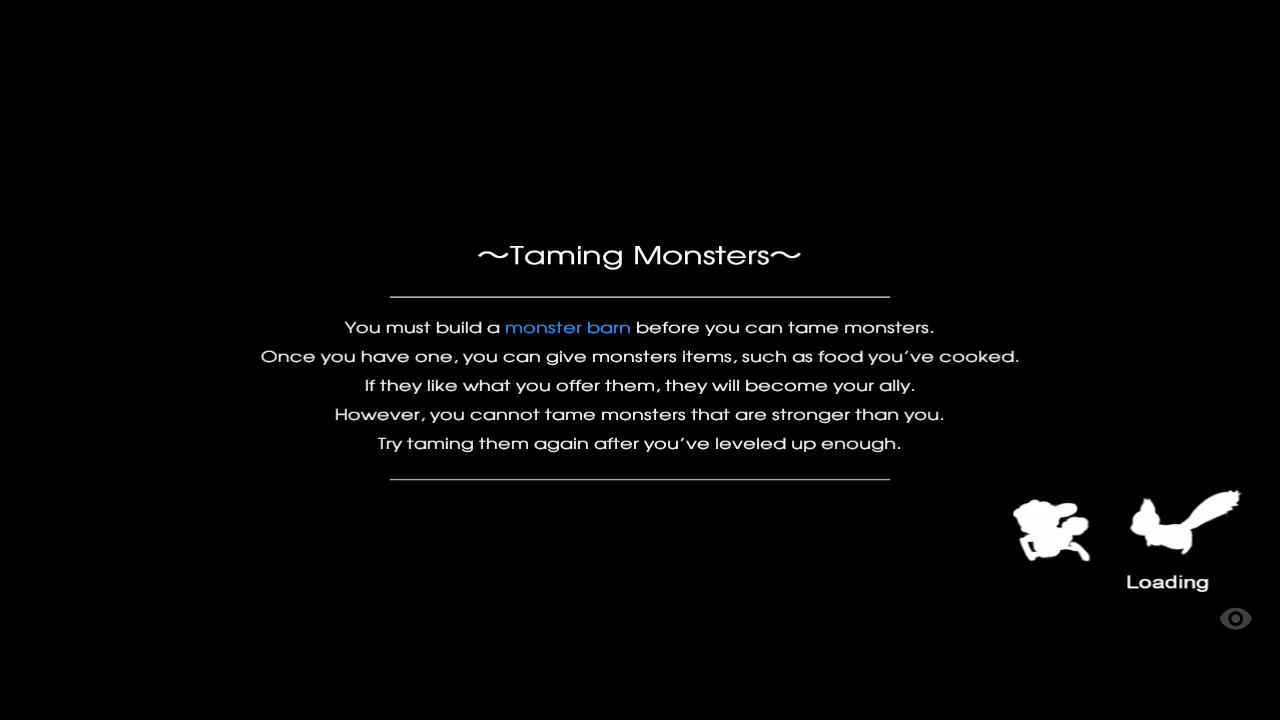 ～Taming Monsters～
You must build a monster barn before you can tame monsters.
Once you have one, you can give monsters items, such as food you've cooked.
If they like what you offer them, they will become your ally.
However, you cannot tame monsters that are stronger than you.
Try taming them again after you've leveled up enough.
Loading